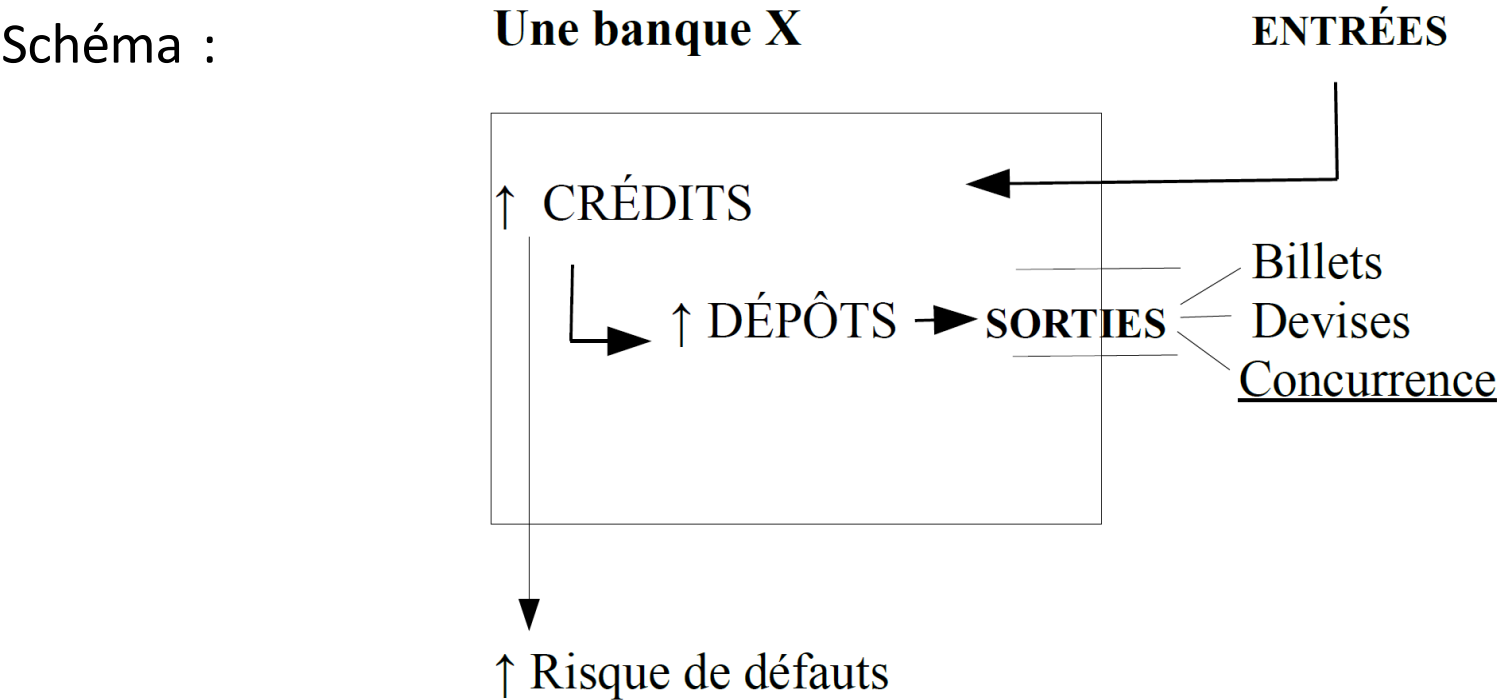 Schéma :
Une banque X
ENTRÉES
↑ CRÉDITS
↑ DÉPÔTS
SORTIES
Billets
Devises
Concurrence
↑ Risque de défauts